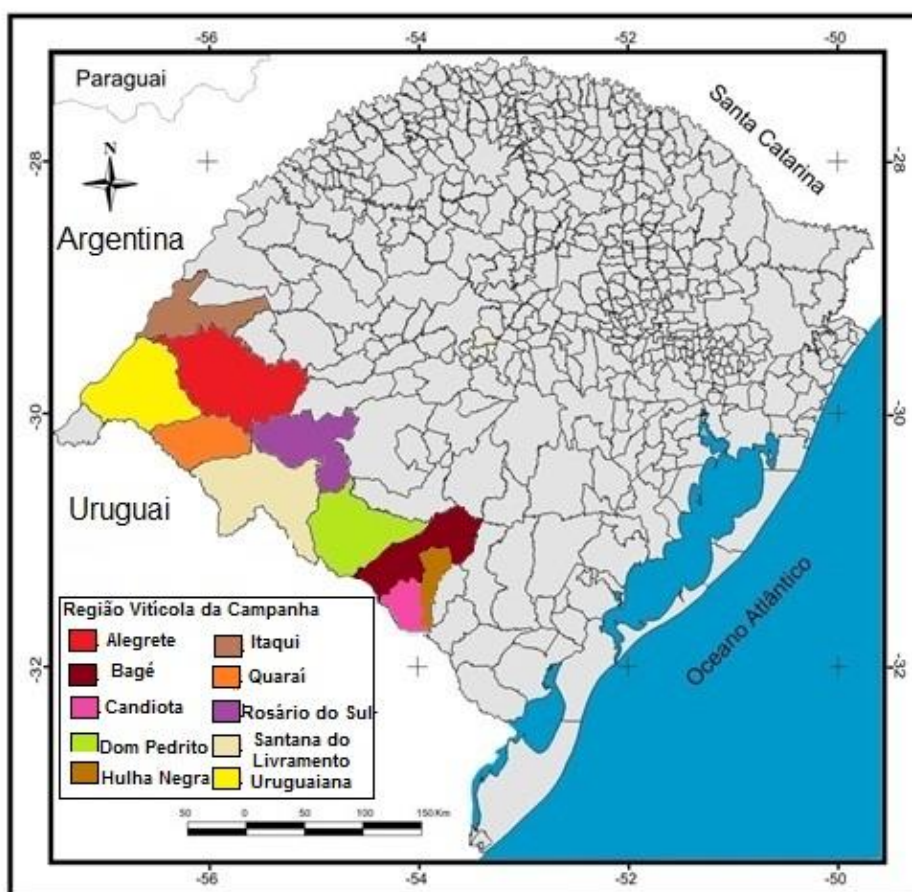 -56 -54 -52 -50
Paraguai
Santa Catarina
-28 -28
N
Argentina
-30 -30
Uruguai
Oceano Atlântico
Região Vitícola da Campanha
Alegrete
Bagé
Candiota
Dom Pedrito
Hulha Negra
Itaqui
Quaraí
Rosário do Sul
Santana do
Livramento
Uruguaiana
-32 -32
50 0 50 100 150 Km
-56 -54 -52 -50